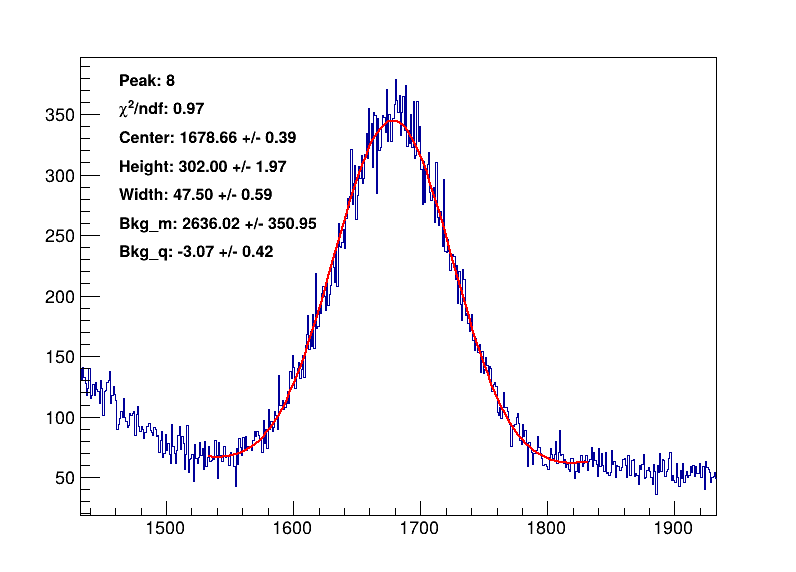 Peak: 8
χ²/ndf: 0.97
Center: 1678.66 +/- 0.39
Height: 302.00 +/- 1.97
Width: 47.50 +/- 0.59
Bkg_m: 2636.02 +/- 350.95
Bkg_q: -3.07 +/- 0.42
350
300
250
200
150
100
50
1500 1600 1700 1800 1900